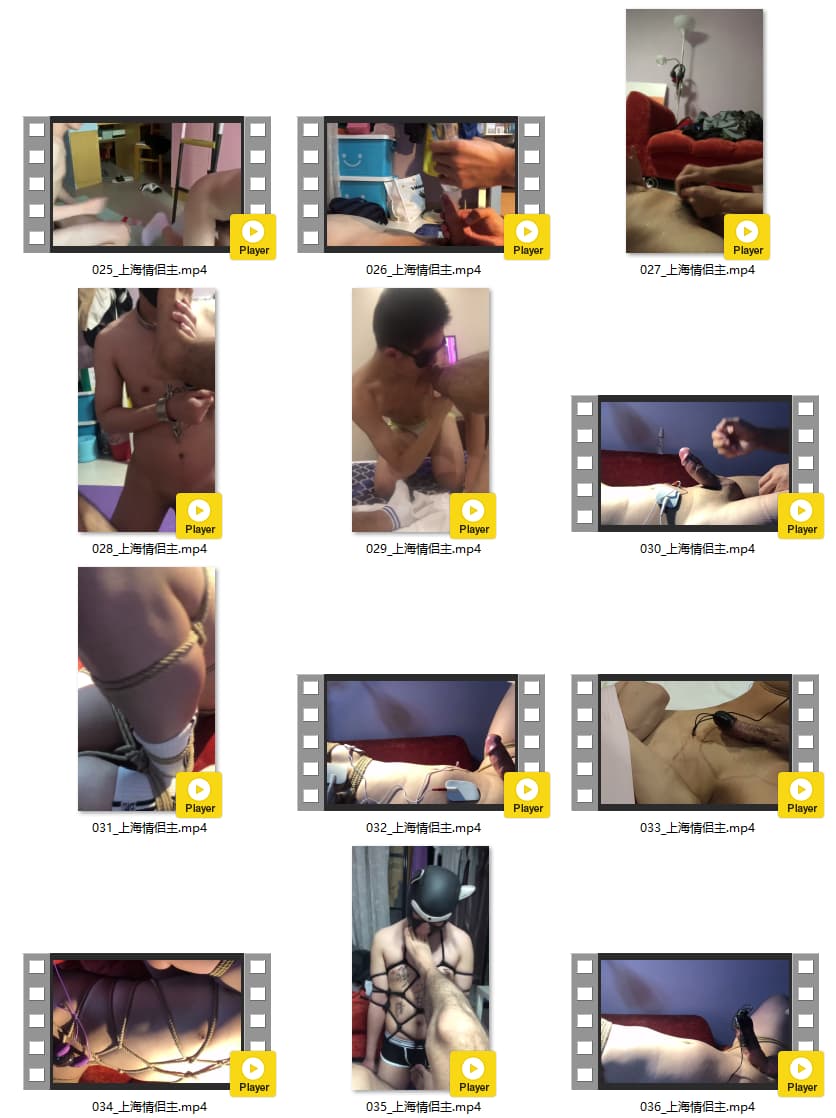 Player
Player
Player
025_上海情侣主.mp4
026_上海情侣主.mp4
027_上海情侣主.mp4
Player
Player
Player
028_上海情侣主.mp4
029_上海情侣主.mp4
030_上海情侣主.mp4
Player
Player
Player
031_上海情侣主.mp4
032_上海情侣主.mp4
033_上海情侣主.mp4
Player
Player
Player
034_上海情侣主.mp4
035_上海情侣主.mp4
036_上海情侣主.mp4